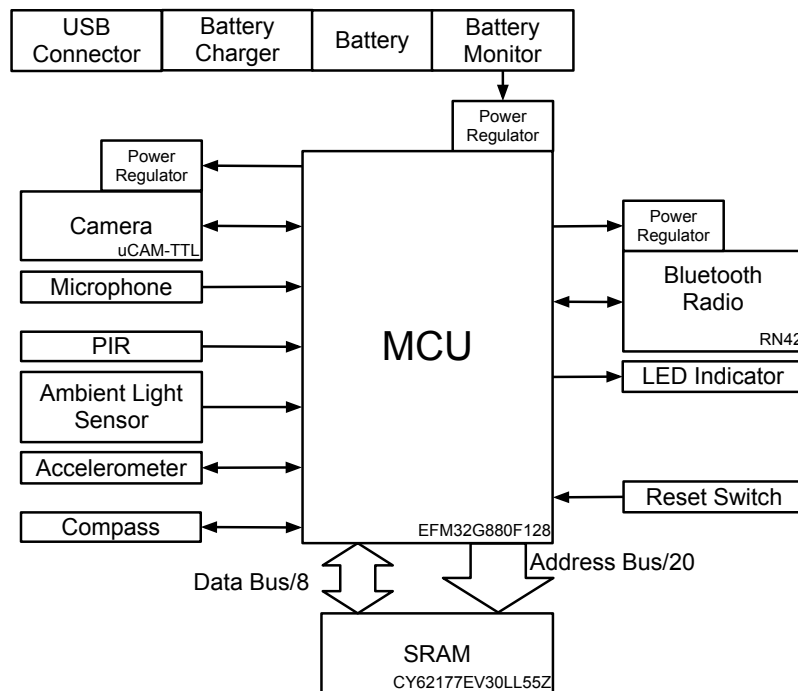 USB
Connector
Battery
Charger
Battery
Battery
Monitor
Power
Regulator
Power
Regulator
Camera
uCAM-TTL
Microphone
PIR
Ambient Light
Sensor
Accelerometer
Compass
MCU
EFM32G880F128
Power
Regulator
Bluetooth
Radio
RN42
LED Indicator
Reset Switch
Data Bus/8
Address Bus/20
SRAM
CY62177EV30LL55Z